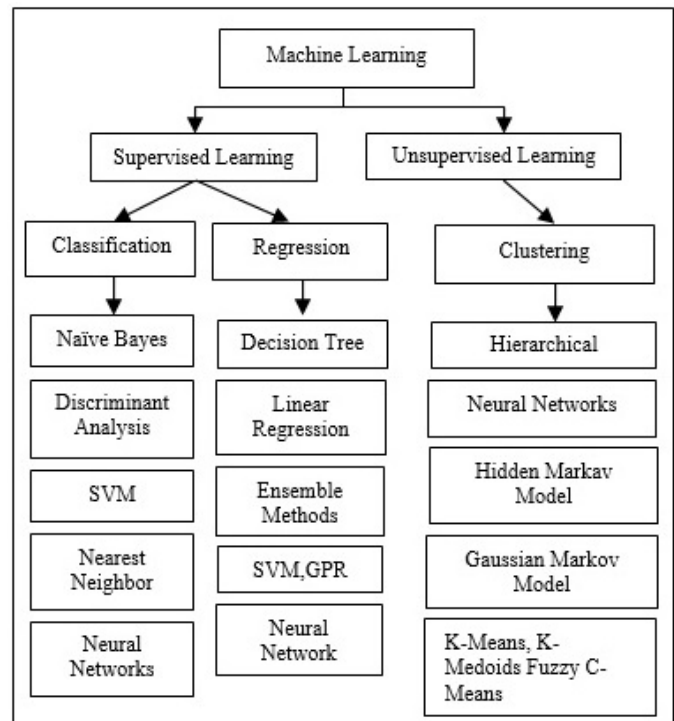 Machine Learning
Supervised Learning
Unsupervised Learning
Classification
Regression
Clustering
Naïve Bayes
Decision Tree
Hierarchical
Discriminant
Analysis
Linear
Regression
Neural Networks
SVM
Ensemble
Methods
Hidden Markav
Model
Nearest
Neighbor
SVM,GPR
Gaussian Markov
Model
Neural
Networks
Neural
Network
K-Means, K-
Medoids Fuzzy C-
Means